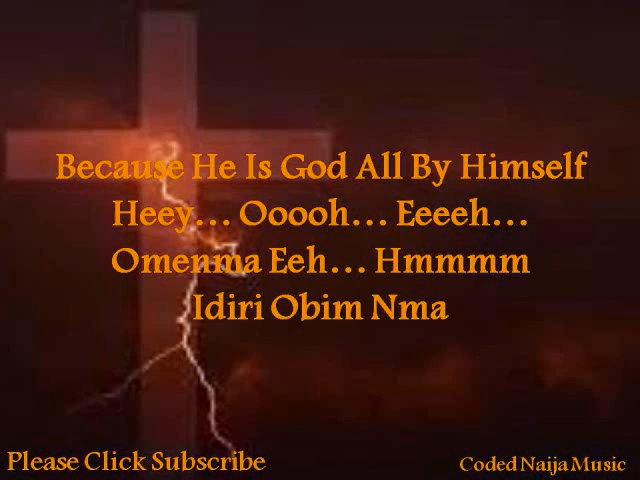 Because He Is God All By Himself
Heey... Ooooh... Eeeeh...
Omenma Eeh... Hmmmm
Idiri Obim Nma
Please Click Subscribe
Coded Naija Music